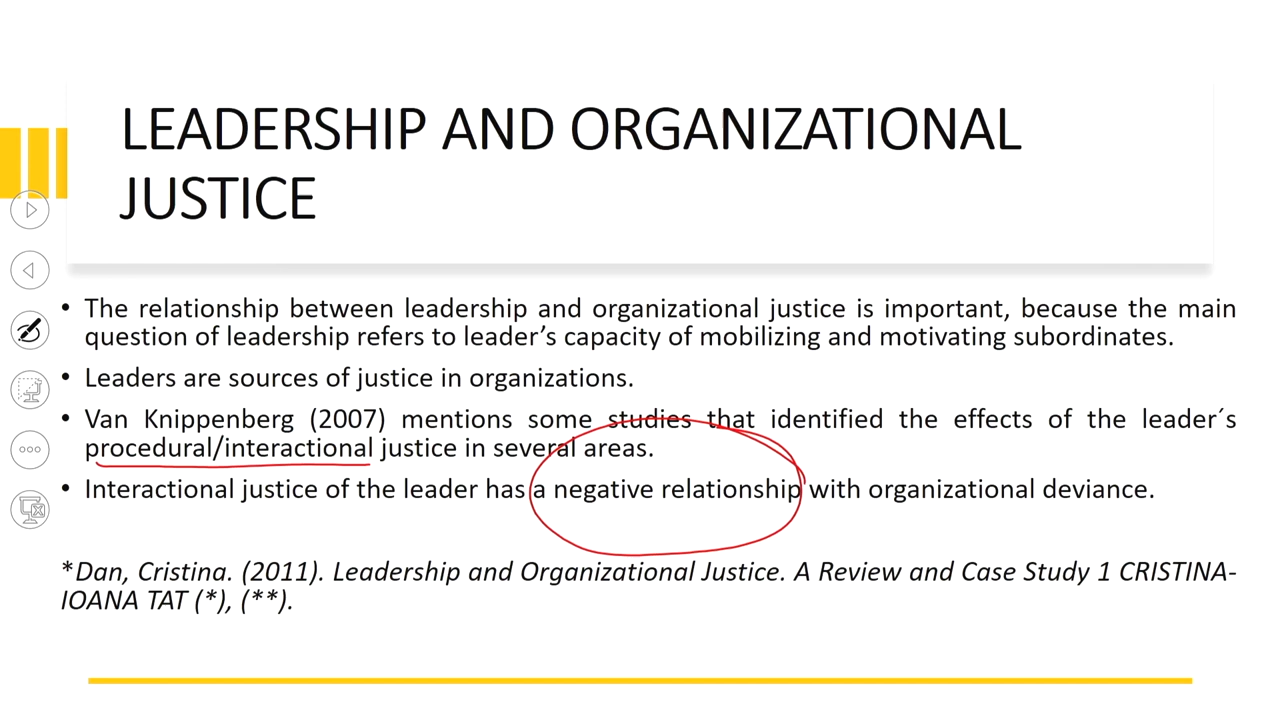 LEADERSHIP AND ORGANIZATIONAL
JUSTICE
• The relationship between leadership and organizational justice is important, because the main
question of leadership refers to leader’s capacity of mobilizing and motivating subordinates.
• Leaders are sources of justice in organizations.
• Van Knippenberg (2007) mentions some studies that identified the effects of the leader´s
procedural/interactional justice in several areas.
• Interactional justice of the leader has a negative relationship with organizational deviance.
*Dan, Cristina. (2011). Leadership and Organizational Justice. A Review and Case Study 1 CRISTINA-
IOANA TAT (*), (**).